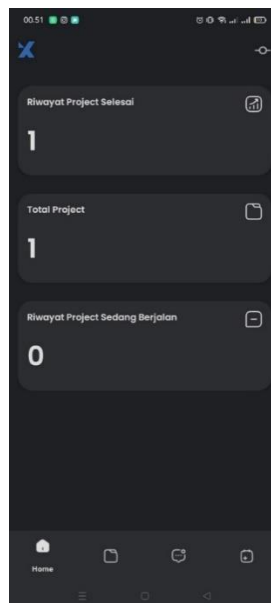 00.51
Riwayat Project Selesai
1
Total Project
1
Riwayat Project Sedang Berjalan
0
Home